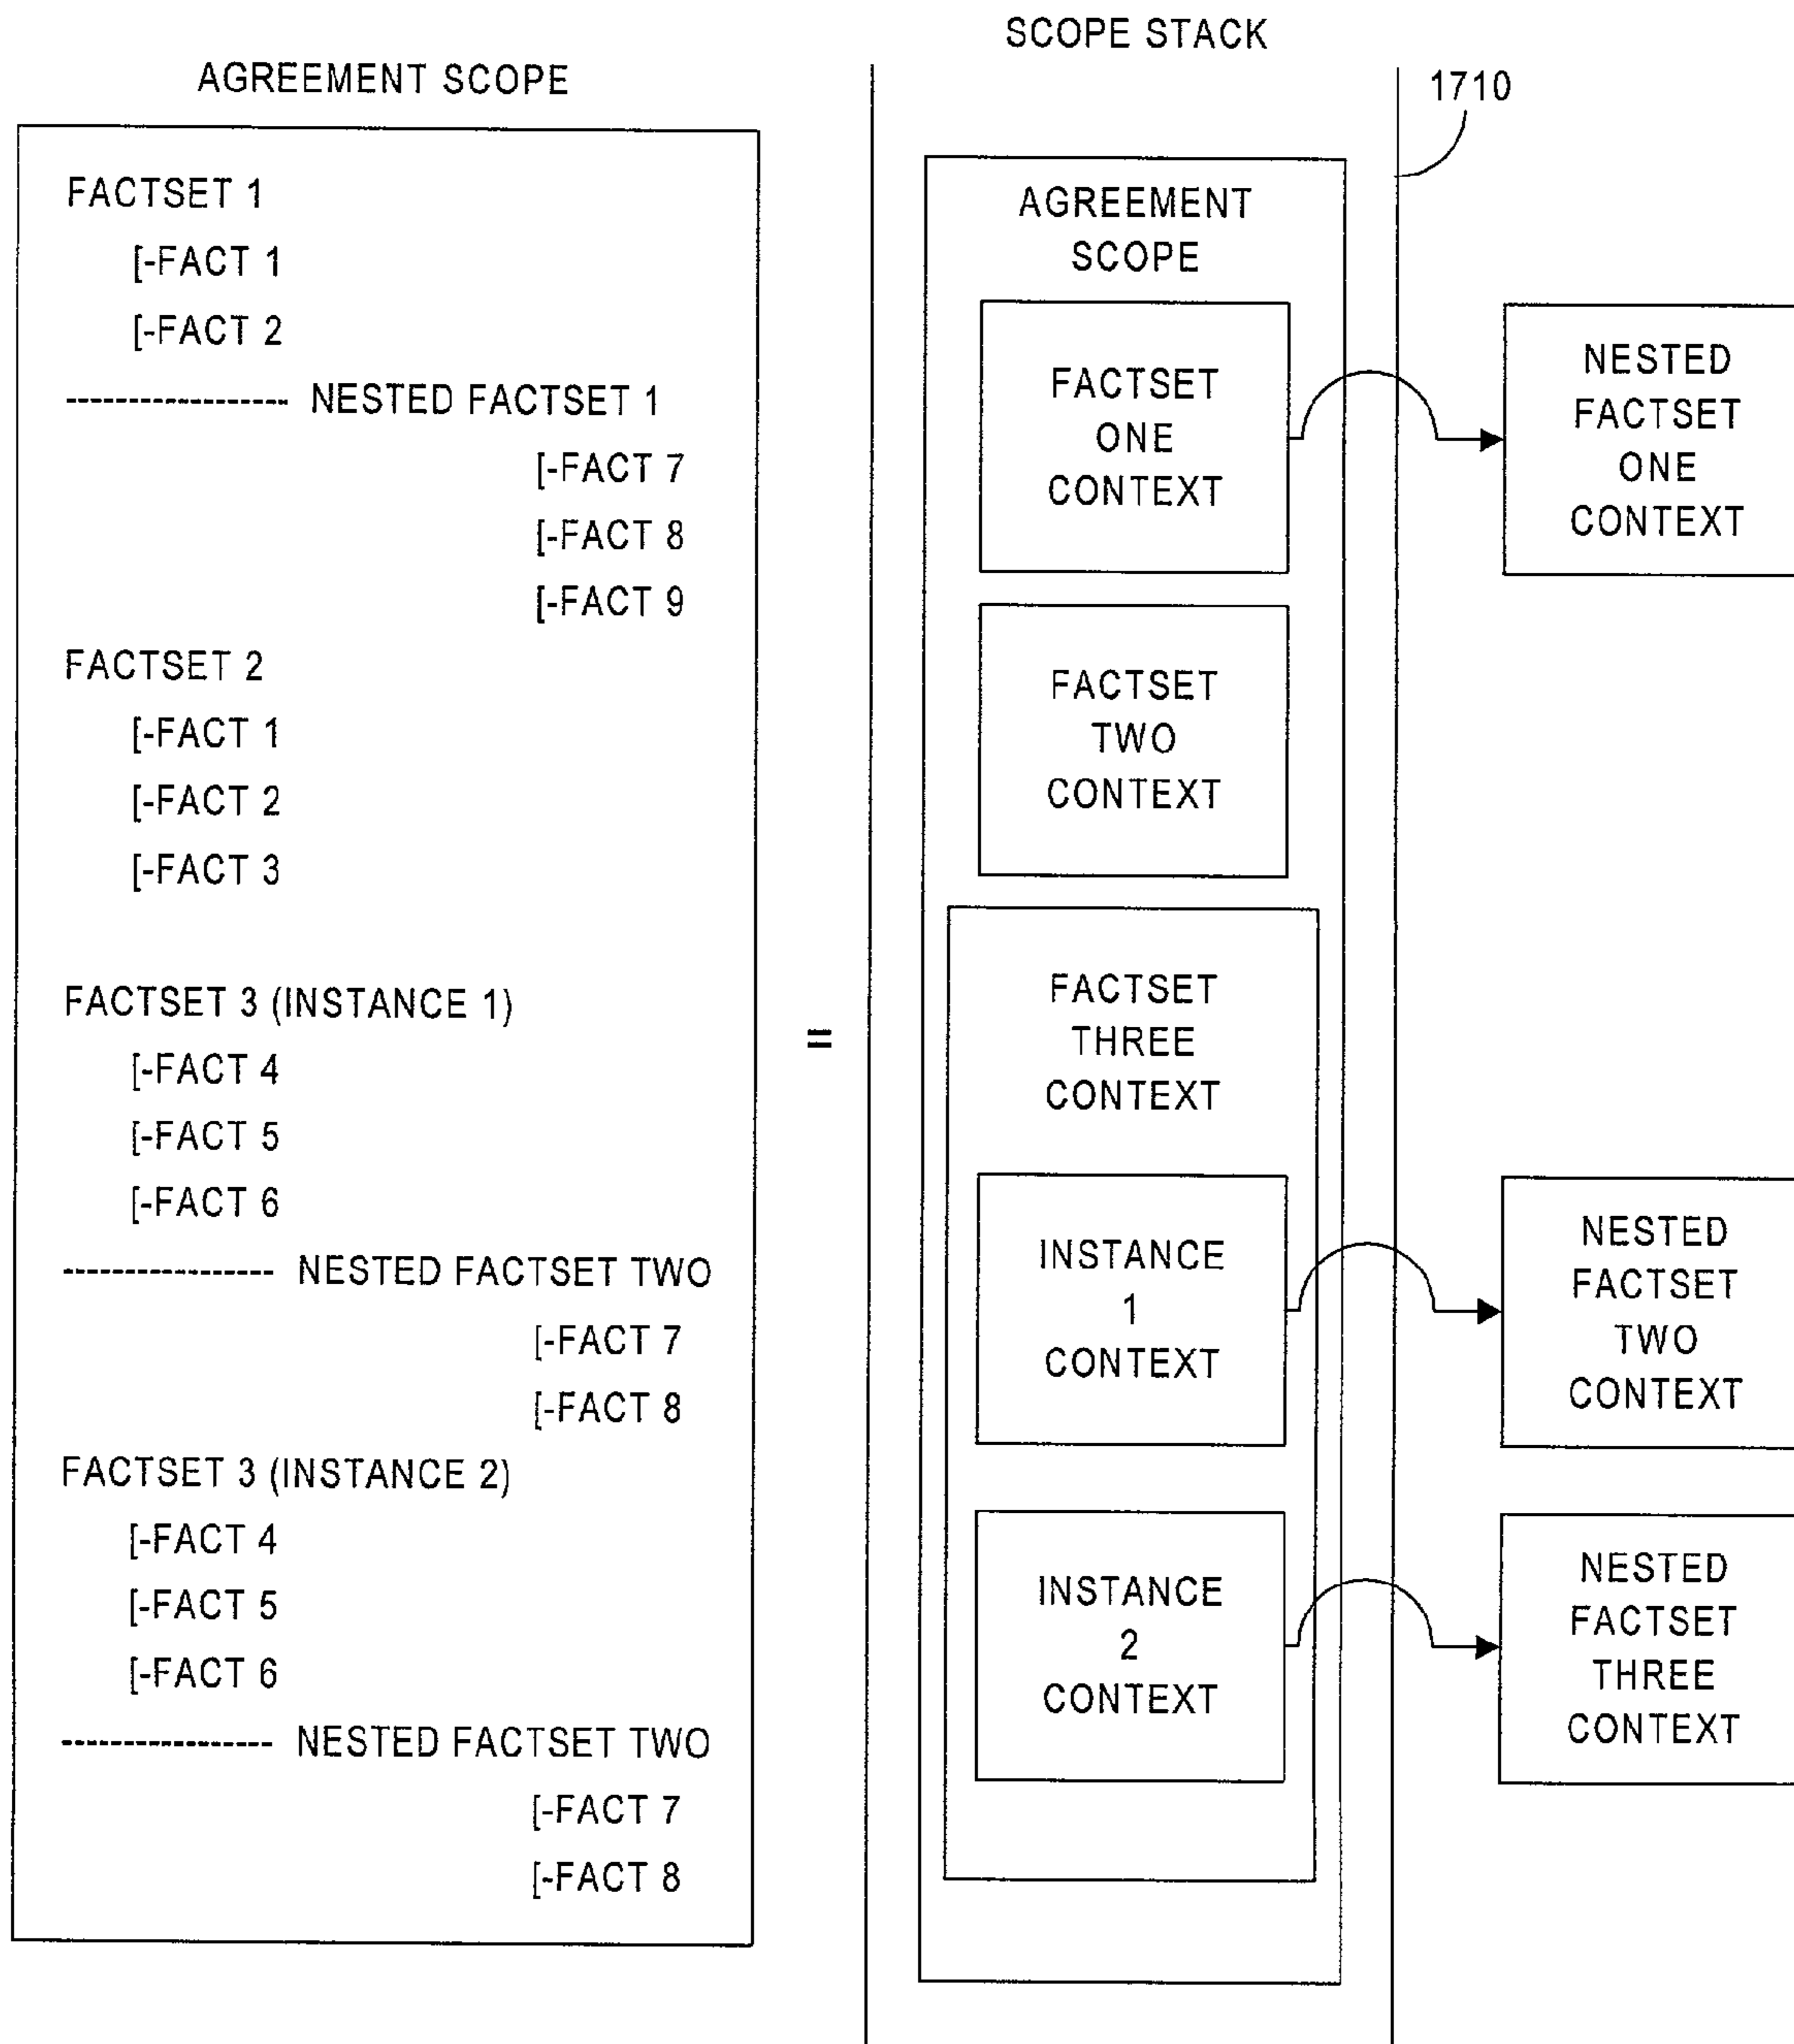 AGREEMENT SCOPE
FACTSET 1
[-FACT 1
[-FACT 2
----------------- NESTED FACTSET 1
[-FACT 7
[-FACT 8
[-FACT 9
FACTSET 2
[-FACT 1
[-FACT 2
[-FACT 3
FACTSET 3 (INSTANCE 1)
[-FACT 4
[-FACT 5
[-FACT 6
---------------- NESTED FACTSET TWO
[-FACT 7
[-FACT 8
FACTSET 3 (INSTANCE 2)
[-FACT 4
[-FACT 5
[-FACT 6
---------------- NESTED FACTSET TWO
[-FACT 7
[-FACT 8
=
SCOPE STACK
1710
AGREEMENT
SCOPE
FACTSET
ONE
CONTEXT
NESTED
FACTSET
ONE
CONTEXT
FACTSET
TWO
CONTEXT
FACTSET
THREE
CONTEXT
INSTANCE
1
CONTEXT
NESTED
FACTSET
TWO
CONTEXT
INSTANCE
2
CONTEXT
NESTED
FACTSET
THREE
CONTEXT